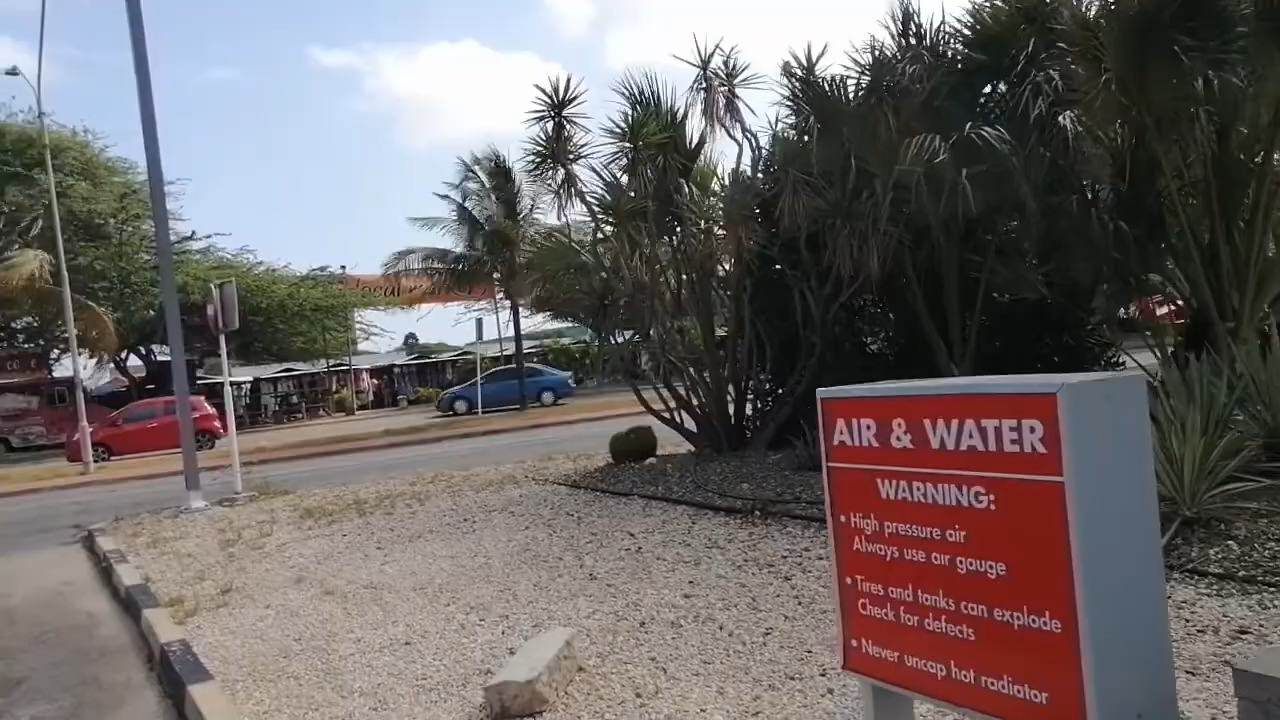 local
AIR & WATER
WARNING:
• High pressure air
Always use air gauge
• Tires and tanks can explode
Check for defects
• Never uncap hot radiator